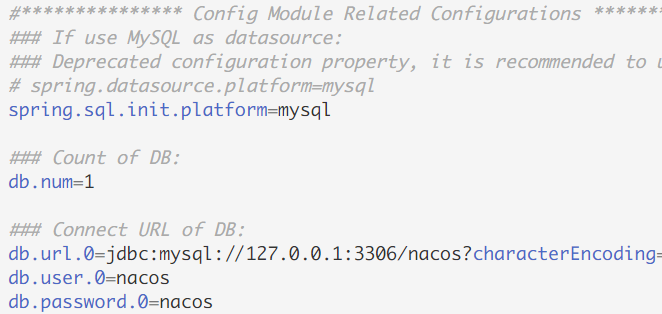 #*************** Config Module Related Configurations *******
### If use MySQL as datasource:
### Deprecated configuration property, it is recommended to
# spring.datasource.platform=mysql
spring.sql.init.platform=mysql
### Count of DB:
db.num=1
### Connect URL of DB:
db.url.0=jdbc:mysql://127.0.0.1:3306/nacos?characterEncoding=
db.user.0=nacos
db.password.0=nacos